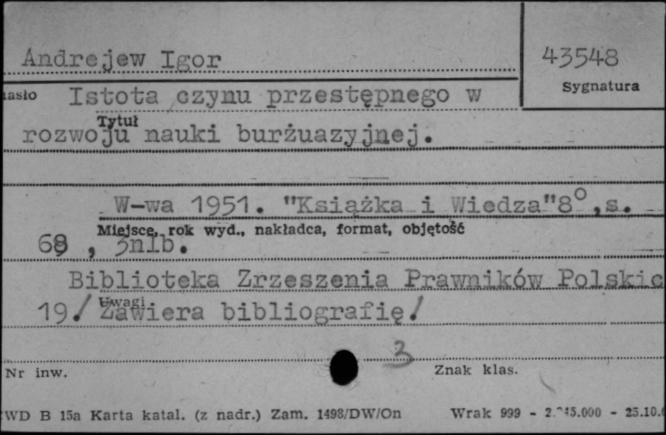 Andrejew Igor
43548
Sygnatura
Istota czynu przestępnego w
Tytuł
rozwoju nauki burżuazyjnej.
W-wa 1951. "Książka i Wiedza"8°,s.
Miejsce, rok wyd., nakładca, format, objętość
68 , 3nlb.
Biblioteka Zrzeszenia Prawników Polskic
Uwagi
19./ Zawiera bibliografię/
3
Nr inw.
Znak klas.
WD B 15a Karta katal. (z nadr.) Zam. 1498/DW/On
Wrak 999 -